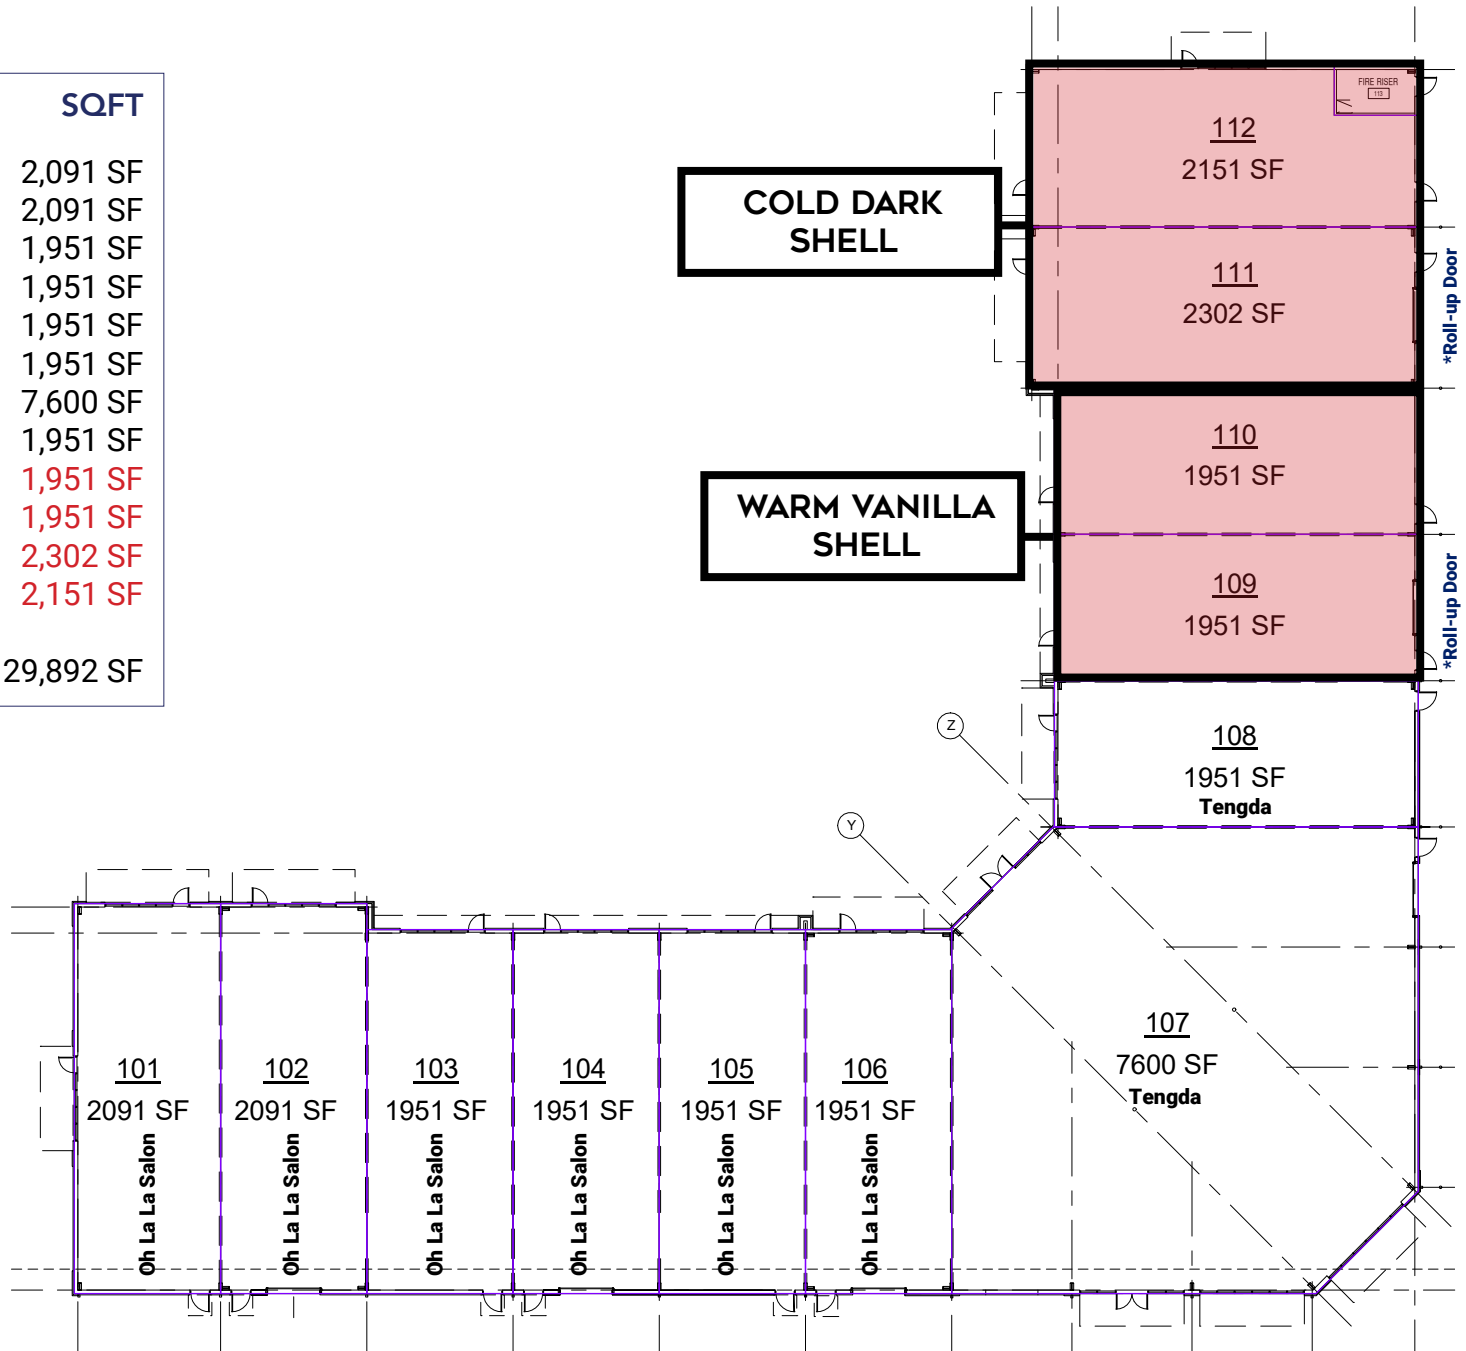 SQFT
2,091 SF
2,091 SF
1,951 SF
1,951 SF
1,951 SF
1,951 SF
7,600 SF
1,951 SF
1,951 SF
1,951 SF
2,302 SF
2,151 SF
29,892 SF
FIRE RISER
113
112
2151 SF
COLD DARK
SHELL
111
2302 SF
*Roll-up Door
110
1951 SF
WARM VANILLA
SHELL
109
1951 SF
*Roll-up Door
Z
108
1951 SF
Tengda
Y
107
7600 SF
Tengda
101
2091 SF
Oh La La Salon
102
2091 SF
Oh La La Salon
103
1951 SF
Oh La La Salon
104
1951 SF
Oh La La Salon
105
1951 SF
Oh La La Salon
106
1951 SF
Oh La La Salon